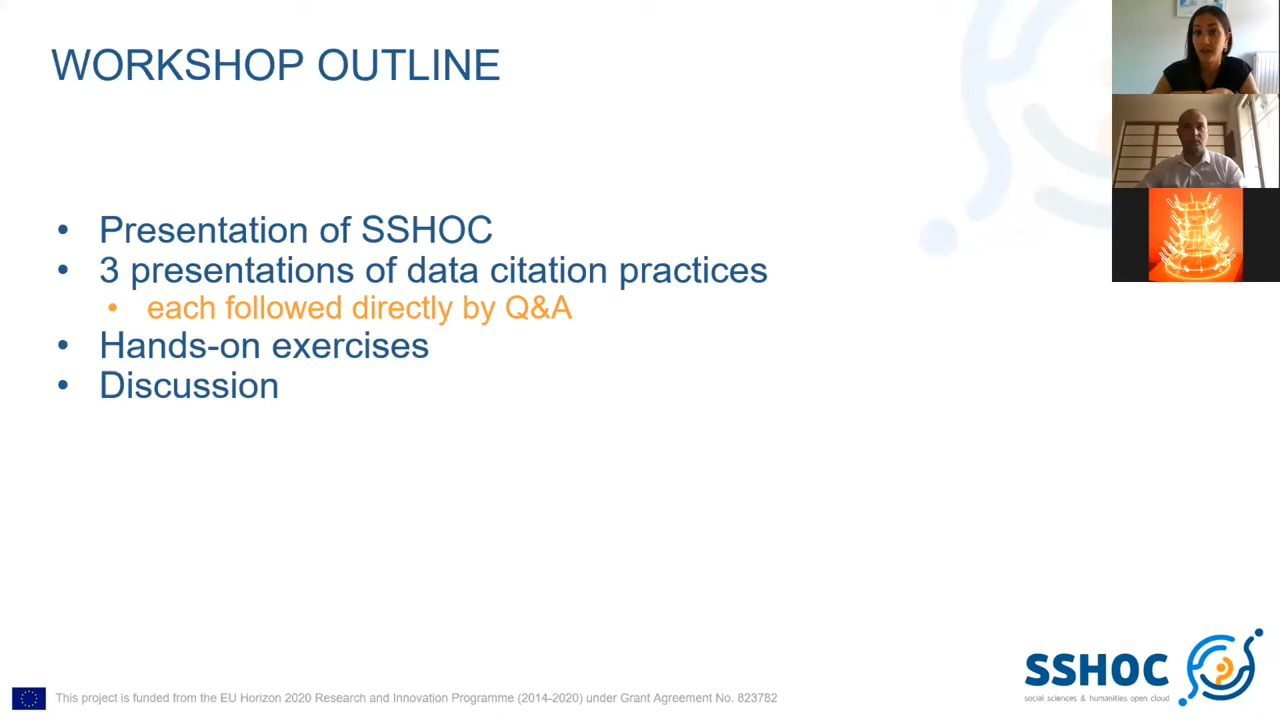 WORKSHOP OUTLINE
• Presentation of SSHOC
• 3 presentations of data citation practices
• each followed directly by Q&A
• Hands-on exercises
• Discussion
SSHOC
social sciences & humanities open cloud
This project is funded from the EU Horizon 2020 Research and Innovation Programme (2014-2020) under Grant Agreement No. 823782